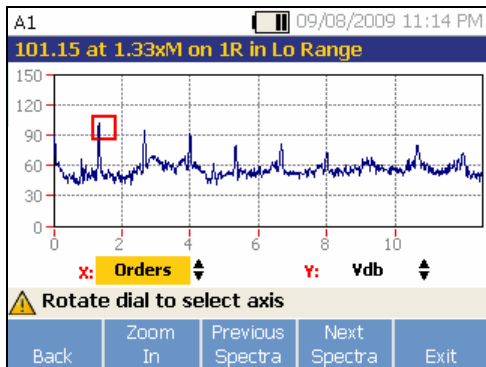 A1 09/08/2009 11:14 PM
101.15 at 1.33xM on 1R in Lo Range
150
120
90
60
30
0
0 2 4 6 8 10
X: Orders Y: Vdb
Rotate dial to select axis
Back Zoom In Previous Spectra Next Spectra Exit